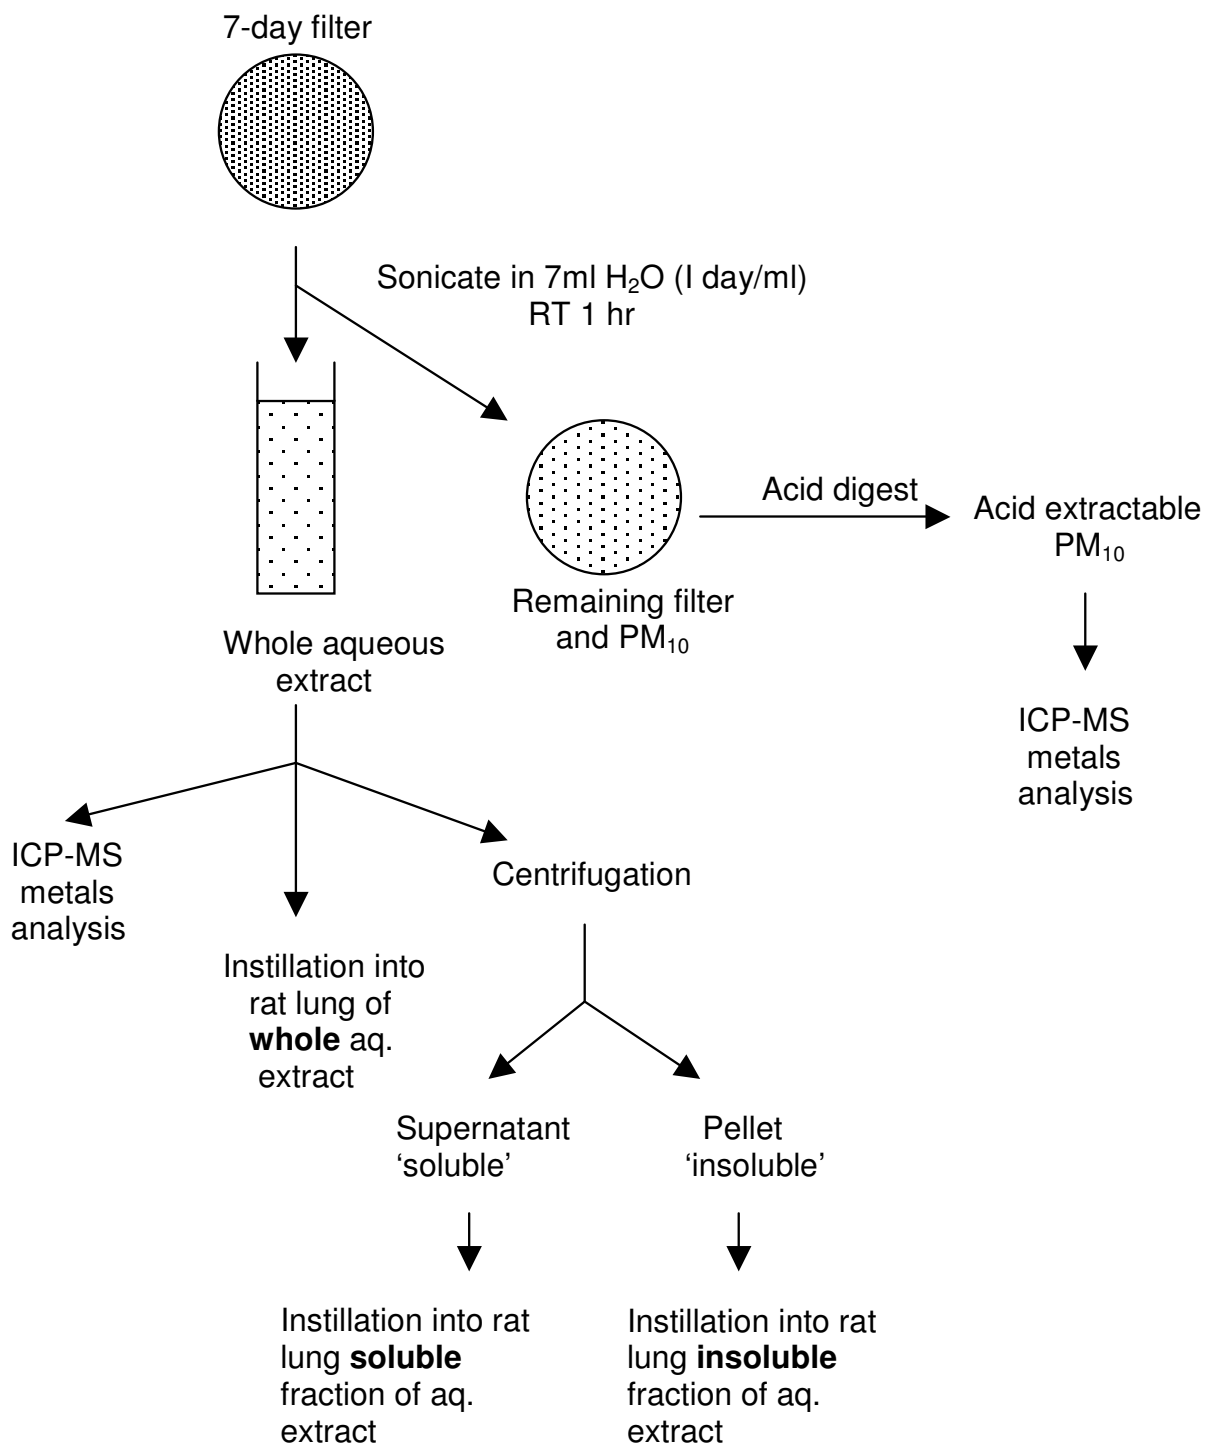 7-day filter
Sonicate in 7ml H₂O (I day/ml)
RT 1 hr
Acid digest
Acid extractable
PM₁₀
Remaining filter
and PM₁₀
Whole aqueous
extract
ICP-MS
metals
analysis
ICP-MS
metals
analysis
Centrifugation
Instillation into
rat lung of
whole aq.
extract
Supernatant
‘soluble’
Pellet
‘insoluble’
Instillation into rat
lung soluble
fraction of aq.
extract
Instillation into rat
lung insoluble
fraction of aq.
extract